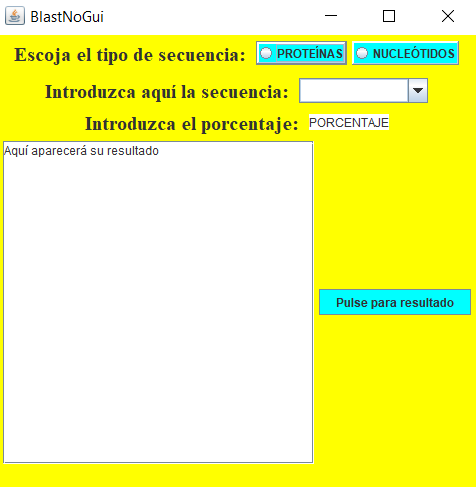 BlastNoGui
Escoja el tipo de secuencia: PROTEÍNAS NUCLEÓTIDOS
Introduzca aquí la secuencia:
Introduzca el porcentaje: PORCENTAJE
Aquí aparecerá su resultado
Pulse para resultado